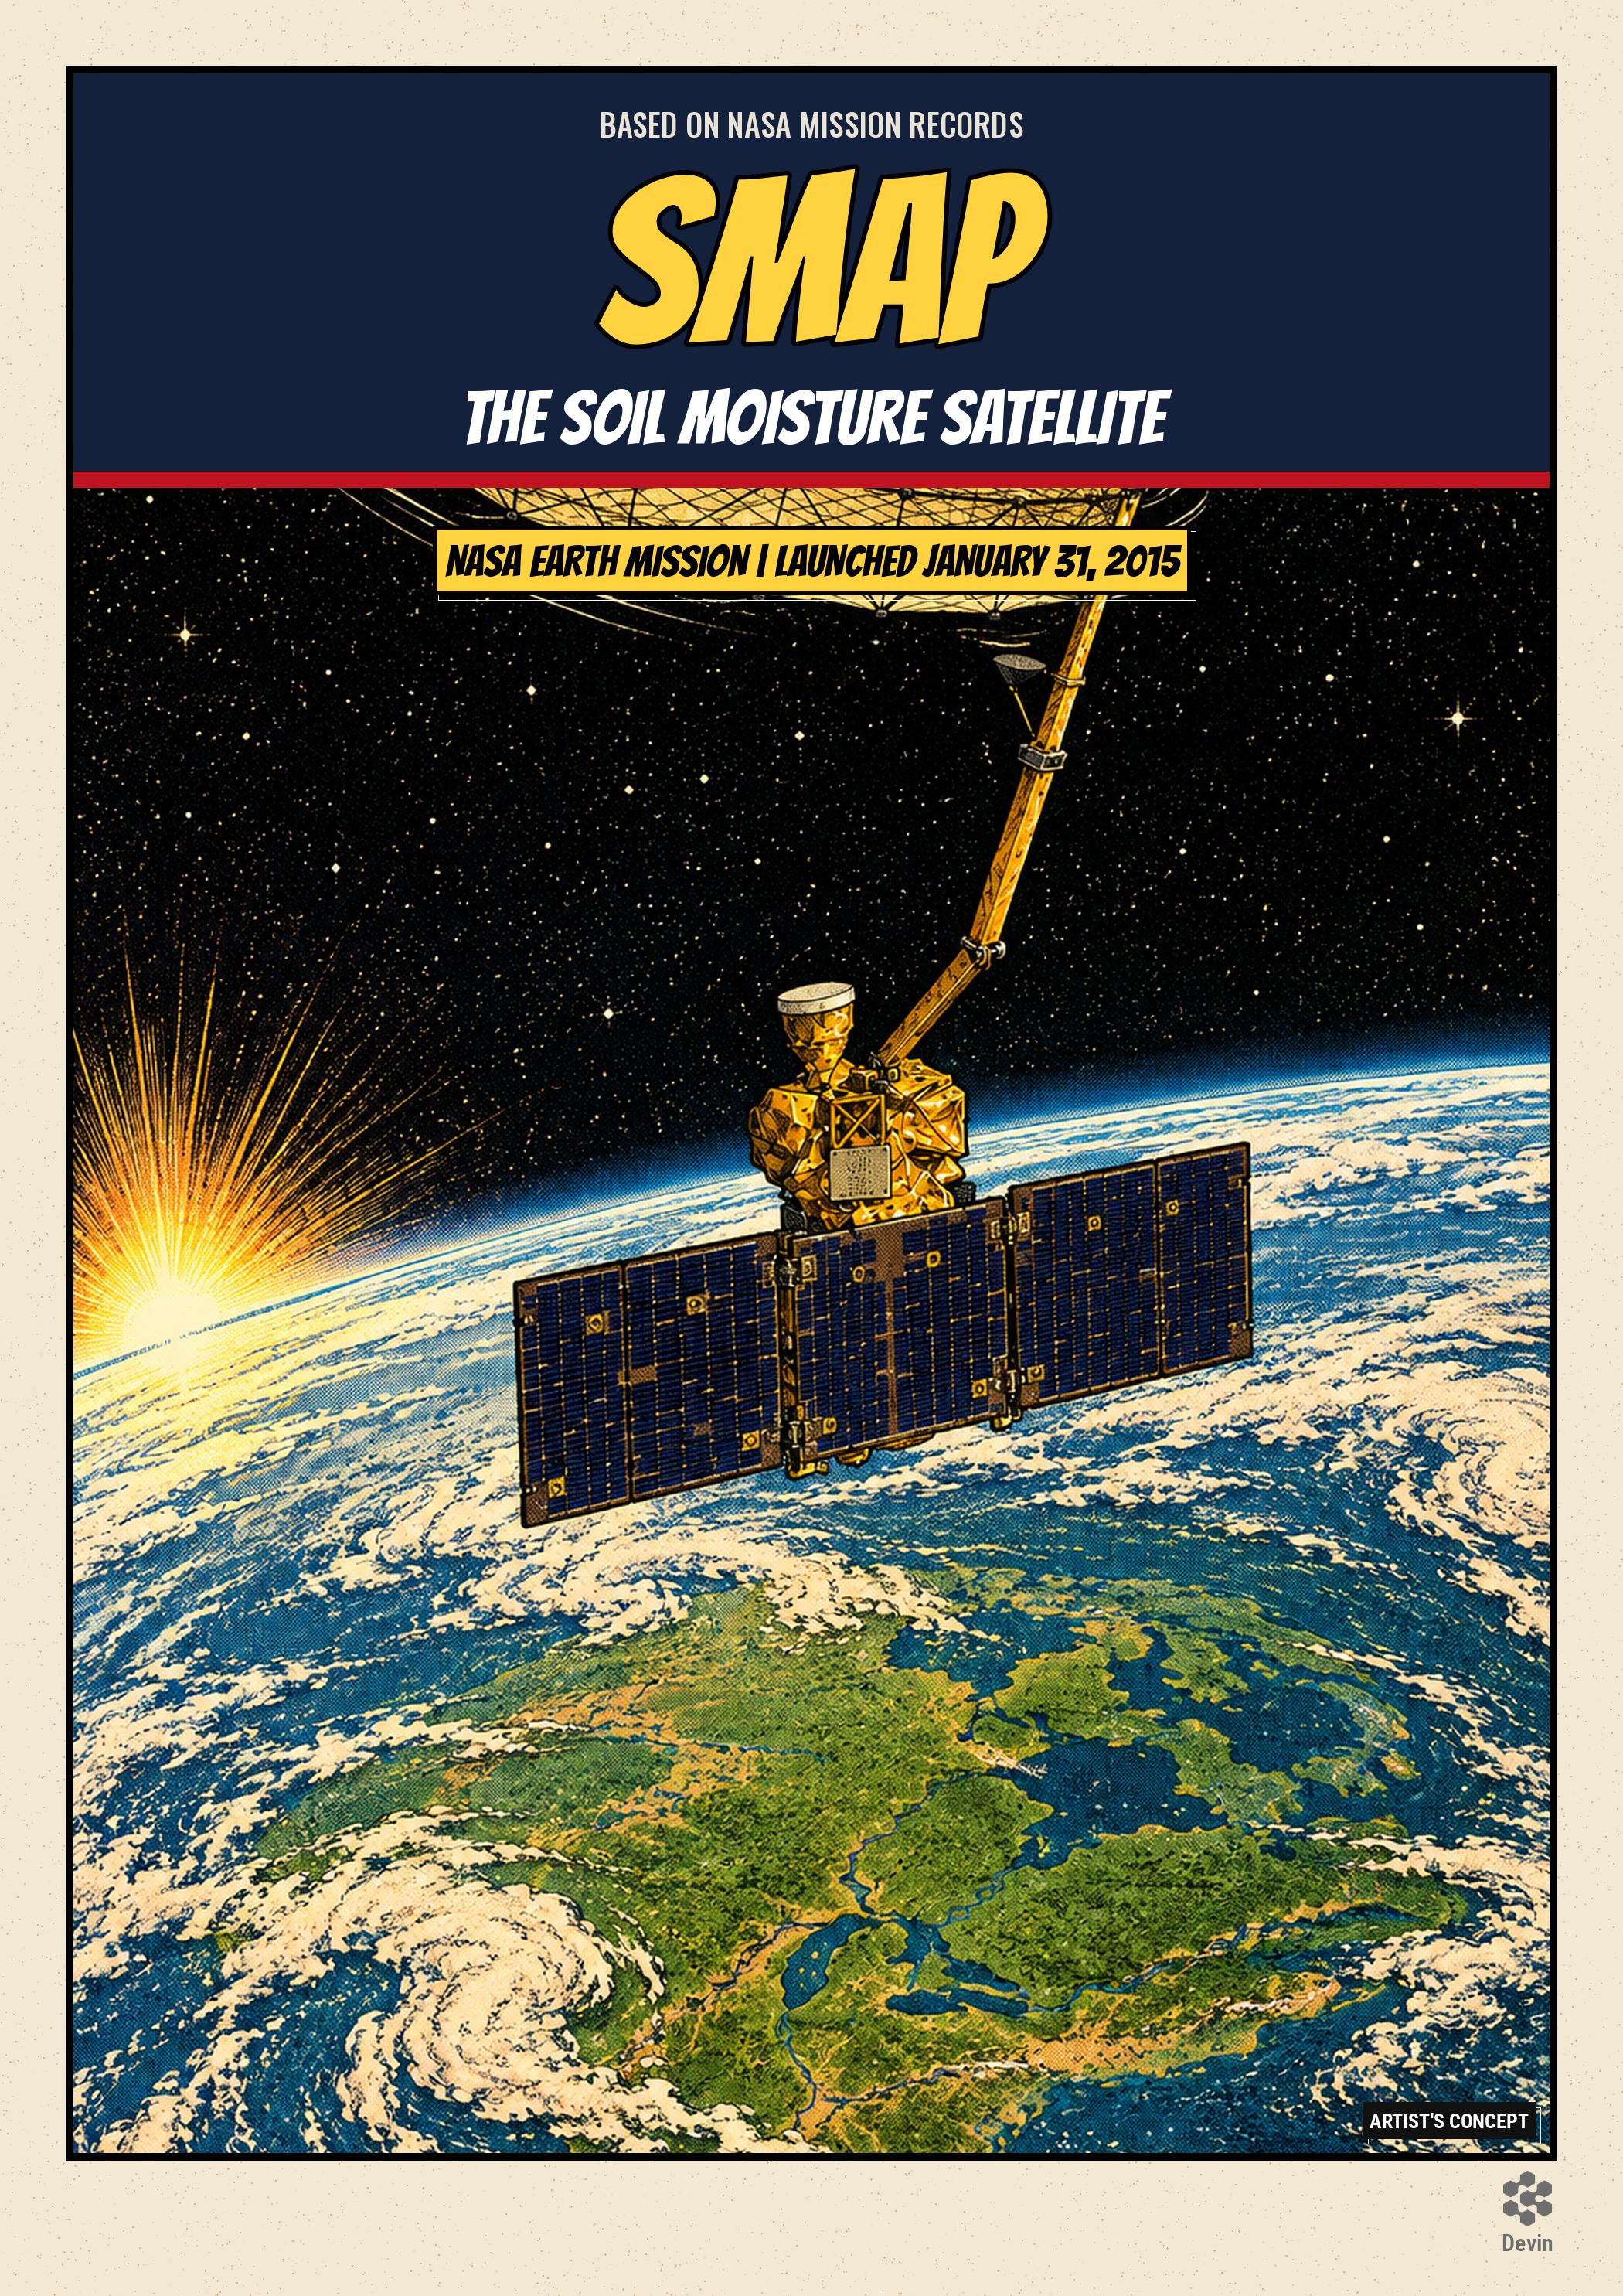 BASED ON NASA MISSION RECORDS
SMAP
THE SOIL MOISTURE SATELLITE
NASA EARTH MISSION | LAUNCHED JANUARY 31, 2015
ARTIST'S CONCEPT
Devin